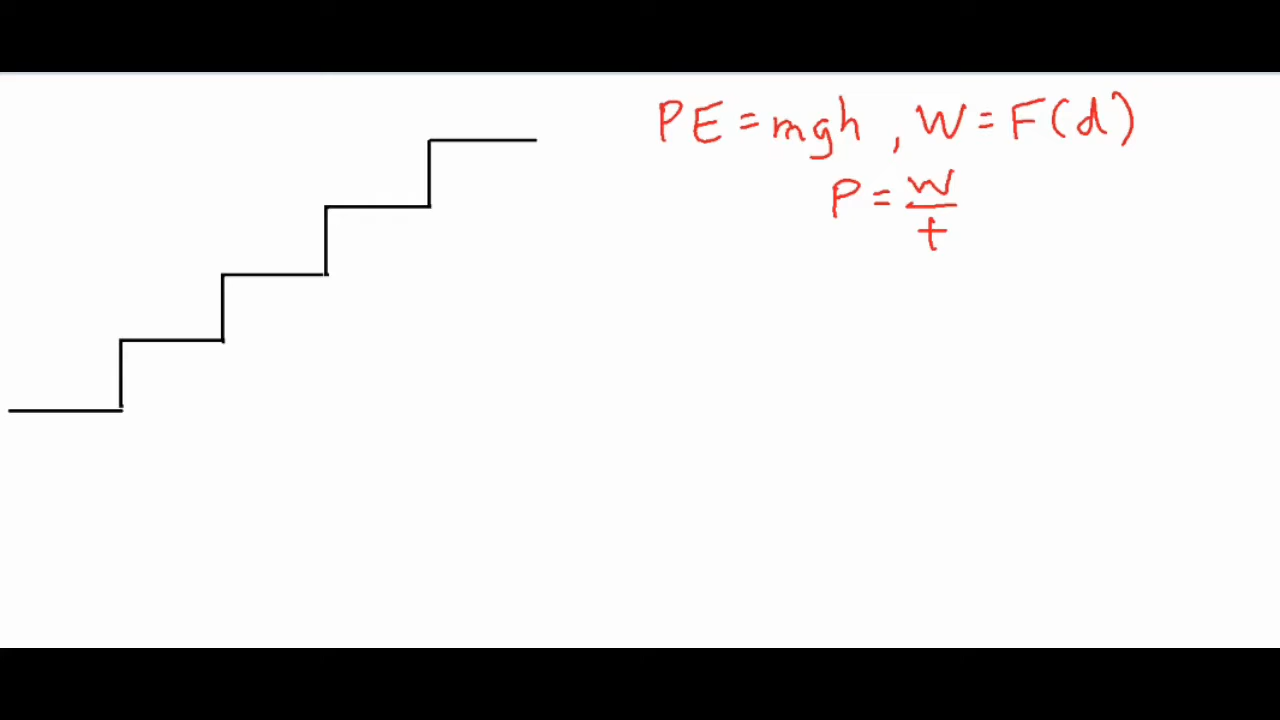 PE = mgh , W = F(d)
P = W/t